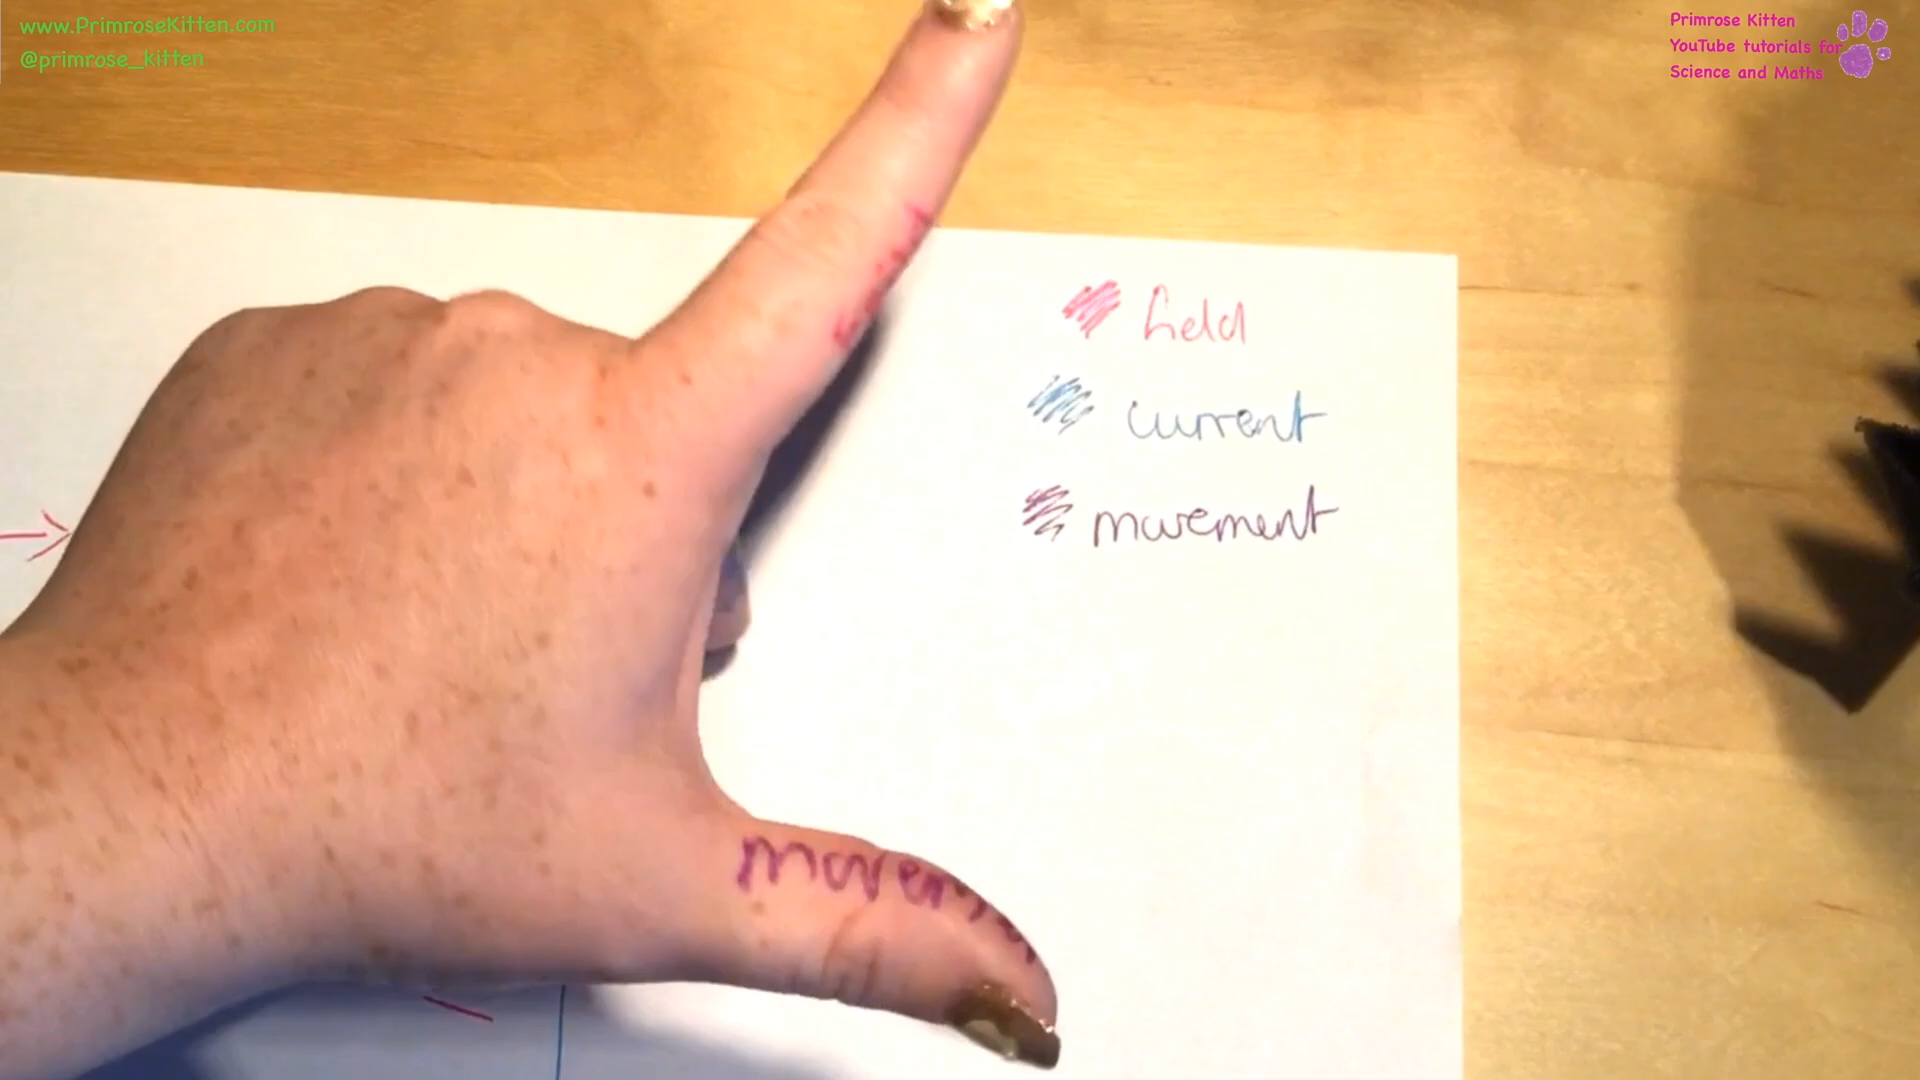 www.PrimroseKitten.com
@primrose_kitten
Primrose Kitten
YouTube tutorials for
Science and Maths
field
current
movement